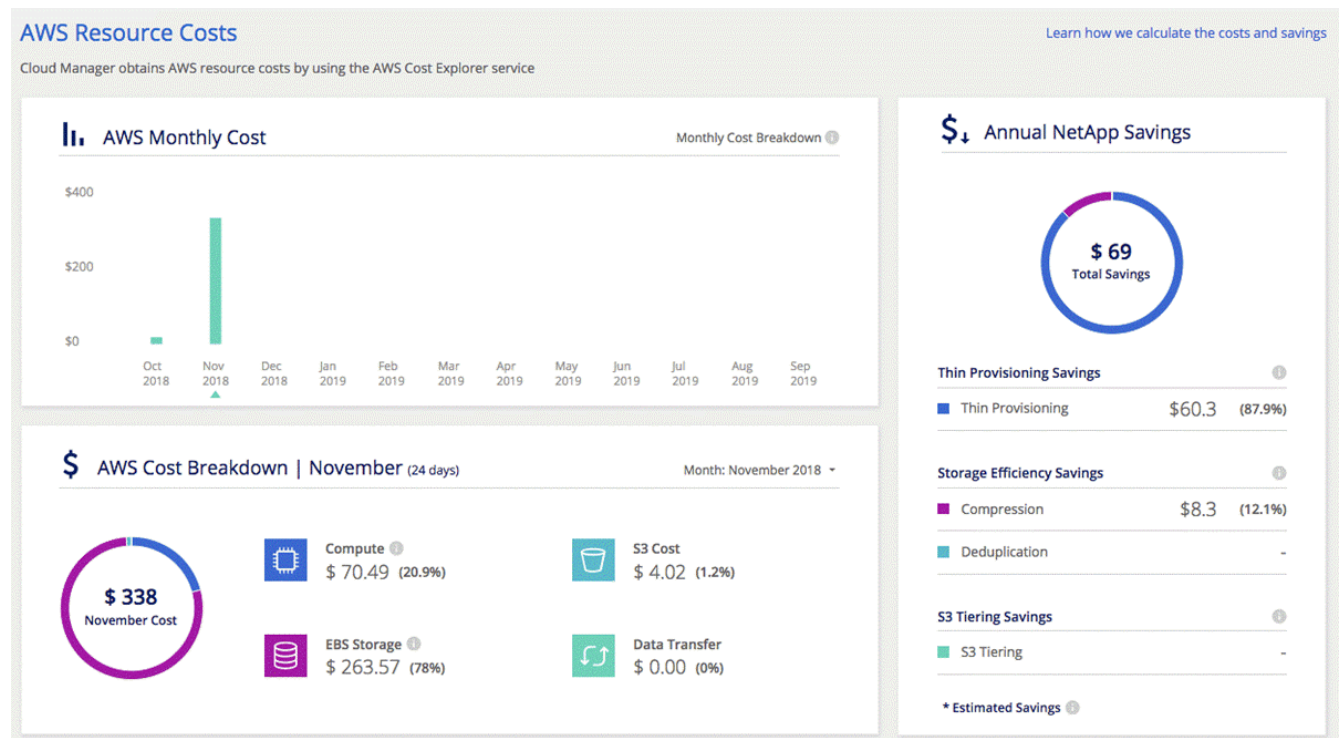 AWS Resource Costs
Learn how we calculate the costs and savings
Cloud Manager obtains AWS resource costs by using the AWS Cost Explorer service
AWS Monthly Cost
Monthly Cost Breakdown
$400
$200
$0
Oct 2018
Nov 2018
Dec 2018
Jan 2019
Feb 2019
Mar 2019
Apr 2019
May 2019
Jun 2019
Jul 2019
Aug 2019
Sep 2019
$ AWS Cost Breakdown | November (24 days)
Month: November 2018
$ 338
November Cost
Compute
$ 70.49 (20.9%)
S3 Cost
$ 4.02 (1.2%)
EBS Storage
$ 263.57 (78%)
Data Transfer
$ 0.00 (0%)
$ Annual NetApp Savings
$ 69
Total Savings
Thin Provisioning Savings
Thin Provisioning $60.3 (87.9%)
Storage Efficiency Savings
Compression $8.3 (12.1%)
Deduplication -
S3 Tiering Savings
S3 Tiering -
* Estimated Savings